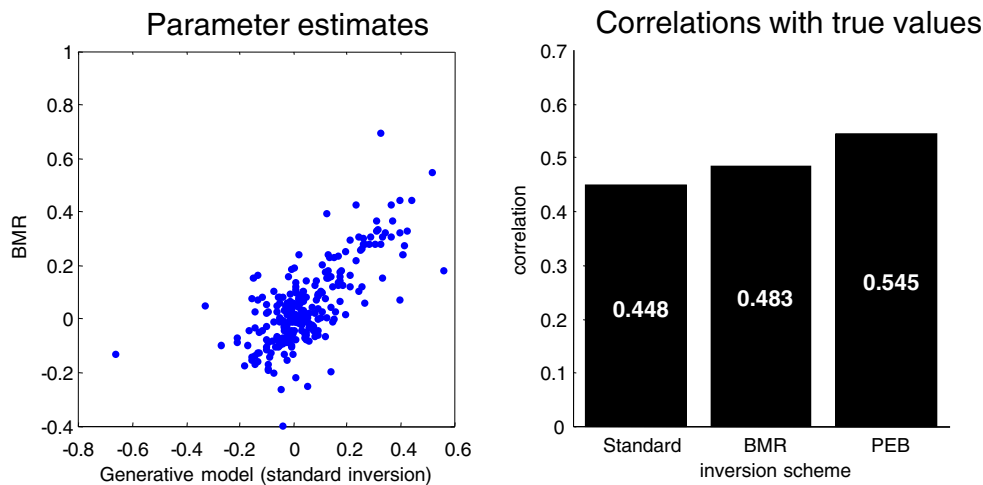 Parameter estimates
1
0.8
0.6
0.4
0.2
0
-0.2
-0.4
BMR
-0.8 -0.6 -0.4 -0.2 0 0.2 0.4 0.6
Generative model (standard inversion)
Correlations with true values
0.7
0.6
0.5
0.4
0.3
0.2
0.1
0
correlation
0.448 0.483 0.545
Standard BMR PEB
inversion scheme